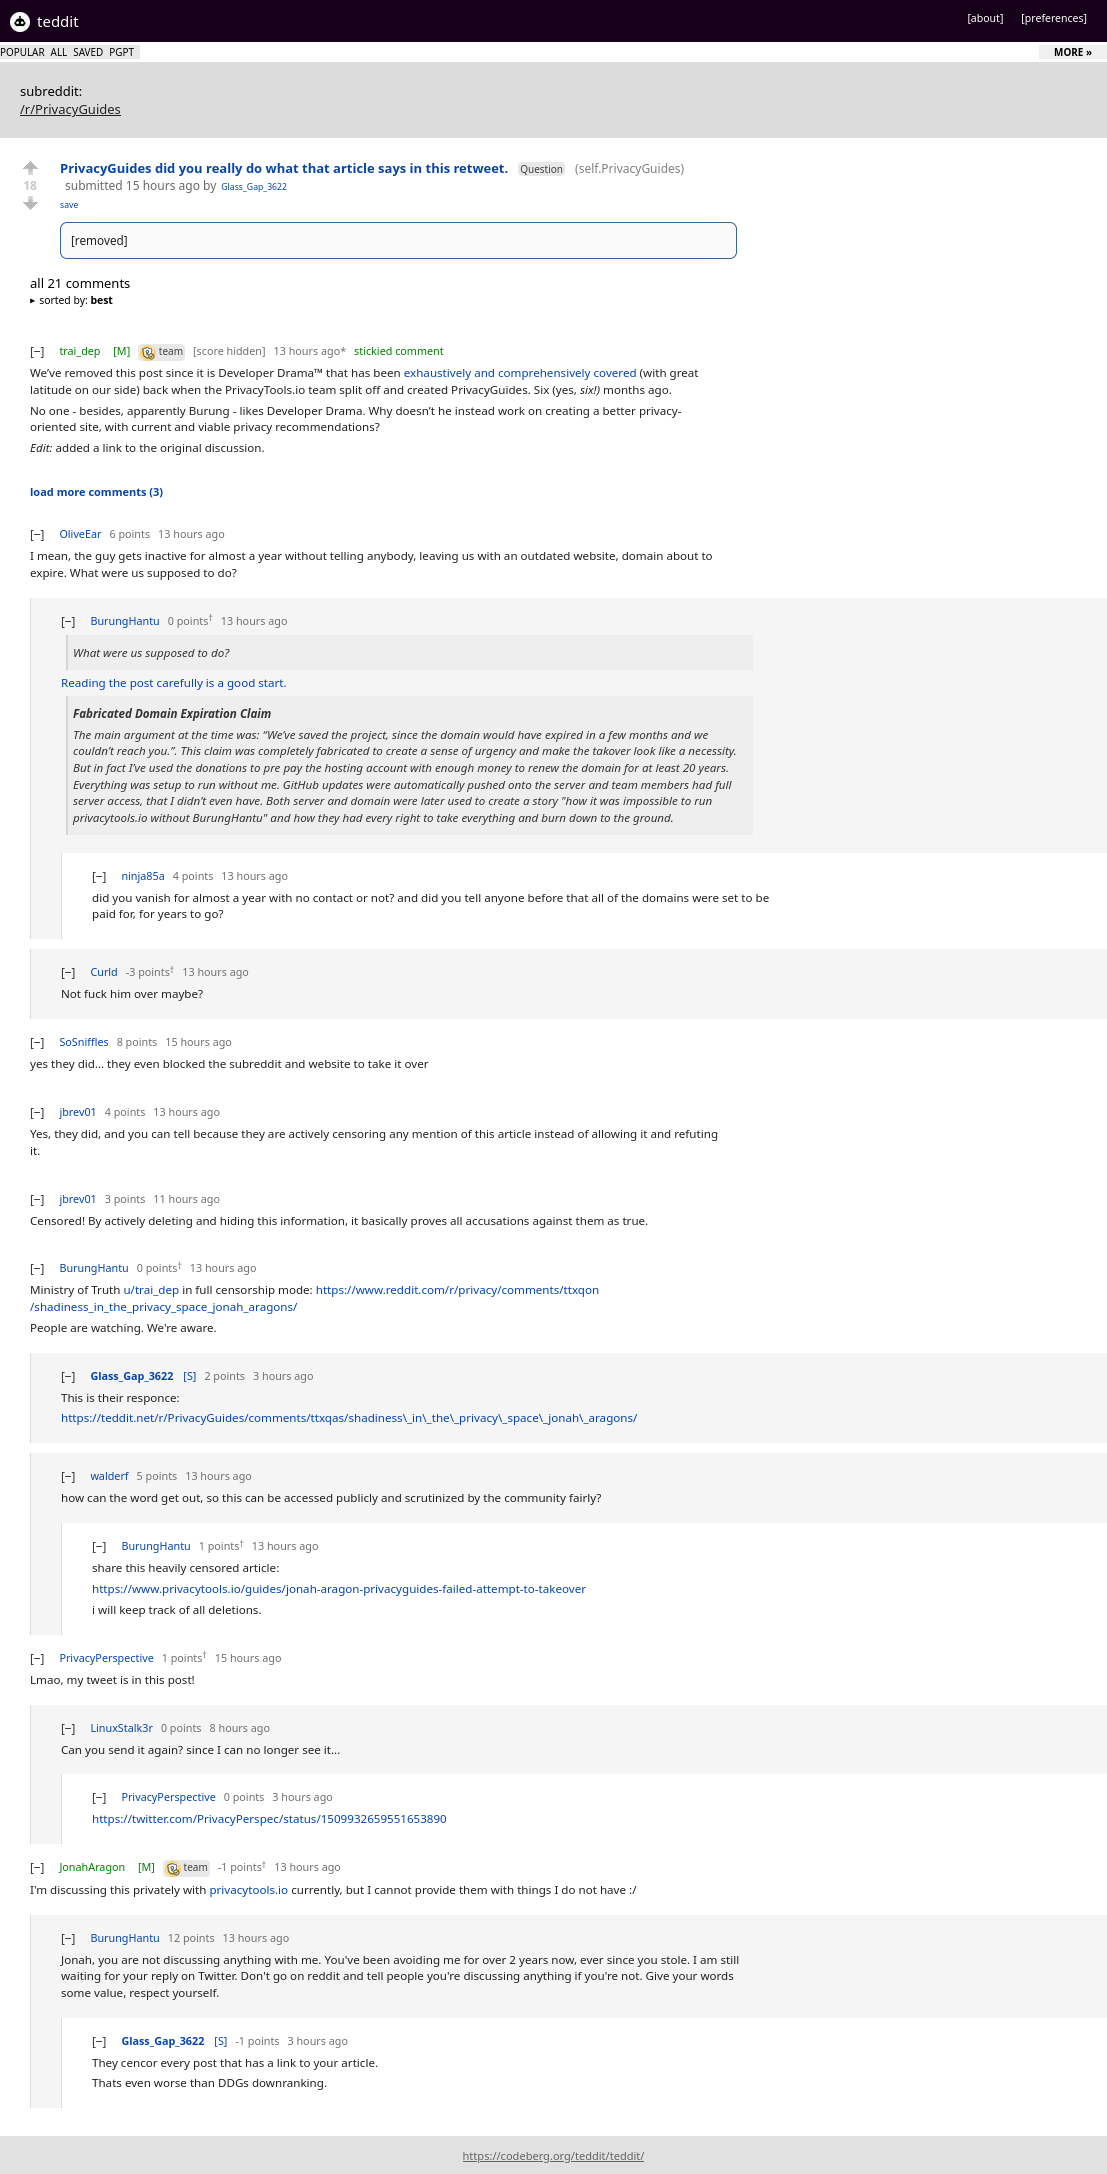 teddit
[about] [preferences]
POPULAR ALL SAVED PGPT
MORE »
subreddit:
/r/PrivacyGuides
PrivacyGuides did you really do what that article says in this retweet. Question (self.PrivacyGuides)
18
submitted 15 hours ago by Glass_Gap_3622
save
[removed]
all 21 comments
▸ sorted by: best
[–] trai_dep [M] team [score hidden] 13 hours ago* stickied comment
We’ve removed this post since it is Developer Drama™ that has been exhaustively and comprehensively covered (with great
latitude on our side) back when the PrivacyTools.io team split off and created PrivacyGuides. Six (yes, six!) months ago.
No one - besides, apparently Burung - likes Developer Drama. Why doesn’t he instead work on creating a better privacy-
oriented site, with current and viable privacy recommendations?
Edit: added a link to the original discussion.
load more comments (3)
[–] OliveEar 6 points 13 hours ago
I mean, the guy gets inactive for almost a year without telling anybody, leaving us with an outdated website, domain about to
expire. What were us supposed to do?
[–] BurungHantu 0 points† 13 hours ago
What were us supposed to do?
Reading the post carefully is a good start.
Fabricated Domain Expiration Claim
The main argument at the time was: “We’ve saved the project, since the domain would have expired in a few months and we
couldn’t reach you.”. This claim was completely fabricated to create a sense of urgency and make the takover look like a necessity.
But in fact I’ve used the donations to pre pay the hosting account with enough money to renew the domain for at least 20 years.
Everything was setup to run without me. GitHub updates were automatically pushed onto the server and team members had full
server access, that I didn’t even have. Both server and domain were later used to create a story "how it was impossible to run
privacytools.io without BurungHantu" and how they had every right to take everything and burn down to the ground.
[–] ninja85a 4 points 13 hours ago
did you vanish for almost a year with no contact or not? and did you tell anyone before that all of the domains were set to be
paid for, for years to go?
[–] Curld -3 points† 13 hours ago
Not fuck him over maybe?
[–] SoSniffles 8 points 15 hours ago
yes they did... they even blocked the subreddit and website to take it over
[–] jbrev01 4 points 13 hours ago
Yes, they did, and you can tell because they are actively censoring any mention of this article instead of allowing it and refuting
it.
[–] jbrev01 3 points 11 hours ago
Censored! By actively deleting and hiding this information, it basically proves all accusations against them as true.
[–] BurungHantu 0 points† 13 hours ago
Ministry of Truth u/trai_dep in full censorship mode: https://www.reddit.com/r/privacy/comments/ttxqon
/shadiness_in_the_privacy_space_jonah_aragons/
People are watching. We're aware.
[–] Glass_Gap_3622 [S] 2 points 3 hours ago
This is their responce:
https://teddit.net/r/PrivacyGuides/comments/ttxqas/shadiness\_in\_the\_privacy\_space\_jonah\_aragons/
[–] walderf 5 points 13 hours ago
how can the word get out, so this can be accessed publicly and scrutinized by the community fairly?
[–] BurungHantu 1 points† 13 hours ago
share this heavily censored article:
https://www.privacytools.io/guides/jonah-aragon-privacyguides-failed-attempt-to-takeover
i will keep track of all deletions.
[–] PrivacyPerspective 1 points† 15 hours ago
Lmao, my tweet is in this post!
[–] LinuxStalk3r 0 points 8 hours ago
Can you send it again? since I can no longer see it...
[–] PrivacyPerspective 0 points 3 hours ago
https://twitter.com/PrivacyPerspec/status/1509932659551653890
[–] JonahAragon [M] team -1 points† 13 hours ago
I'm discussing this privately with privacytools.io currently, but I cannot provide them with things I do not have :/
[–] BurungHantu 12 points 13 hours ago
Jonah, you are not discussing anything with me. You've been avoiding me for over 2 years now, ever since you stole. I am still
waiting for your reply on Twitter. Don't go on reddit and tell people you're discussing anything if you're not. Give your words
some value, respect yourself.
[–] Glass_Gap_3622 [S] -1 points 3 hours ago
They cencor every post that has a link to your article.
Thats even worse than DDGs downranking.
https://codeberg.org/teddit/teddit/